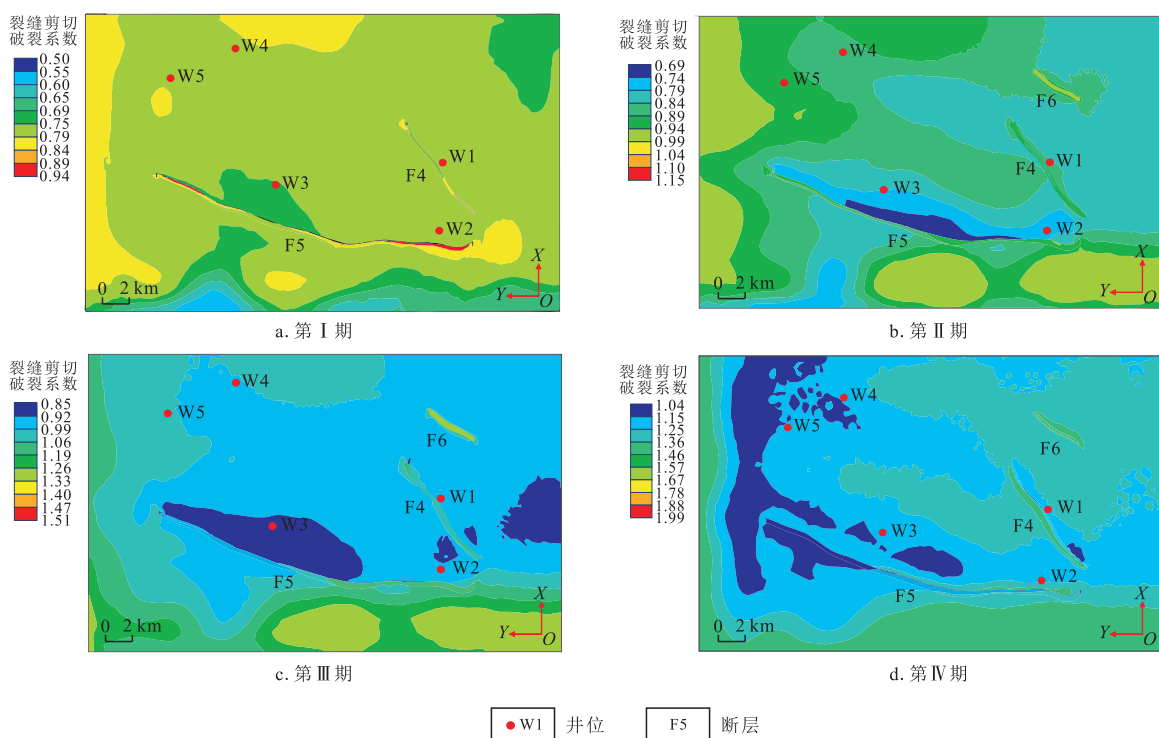 裂缝剪切
破裂系数
0.50
0.55
0.60
0.65
0.69
0.75
0.79
0.84
0.89
0.94
W4
W5
W1
F4
W3
W2
F5
0 2 km
X
Y
O
a. 第Ⅰ期
裂缝剪切
破裂系数
0.69
0.74
0.79
0.84
0.89
0.94
0.99
1.04
1.10
1.15
W4
W5
F6
W1
F4
W3
W2
F5
0 2 km
X
Y
O
b. 第Ⅱ期
裂缝剪切
破裂系数
0.85
0.92
0.99
1.06
1.19
1.26
1.33
1.40
1.47
1.51
W4
W5
F6
W1
F4
W3
W2
F5
0 2 km
X
Y
O
c. 第Ⅲ期
裂缝剪切
破裂系数
1.04
1.15
1.25
1.36
1.46
1.57
1.67
1.78
1.88
1.99
W4
W5
F6
W1
F4
W3
W2
F5
0 2 km
X
Y
O
d. 第Ⅳ期
W1 井位 F5 断层